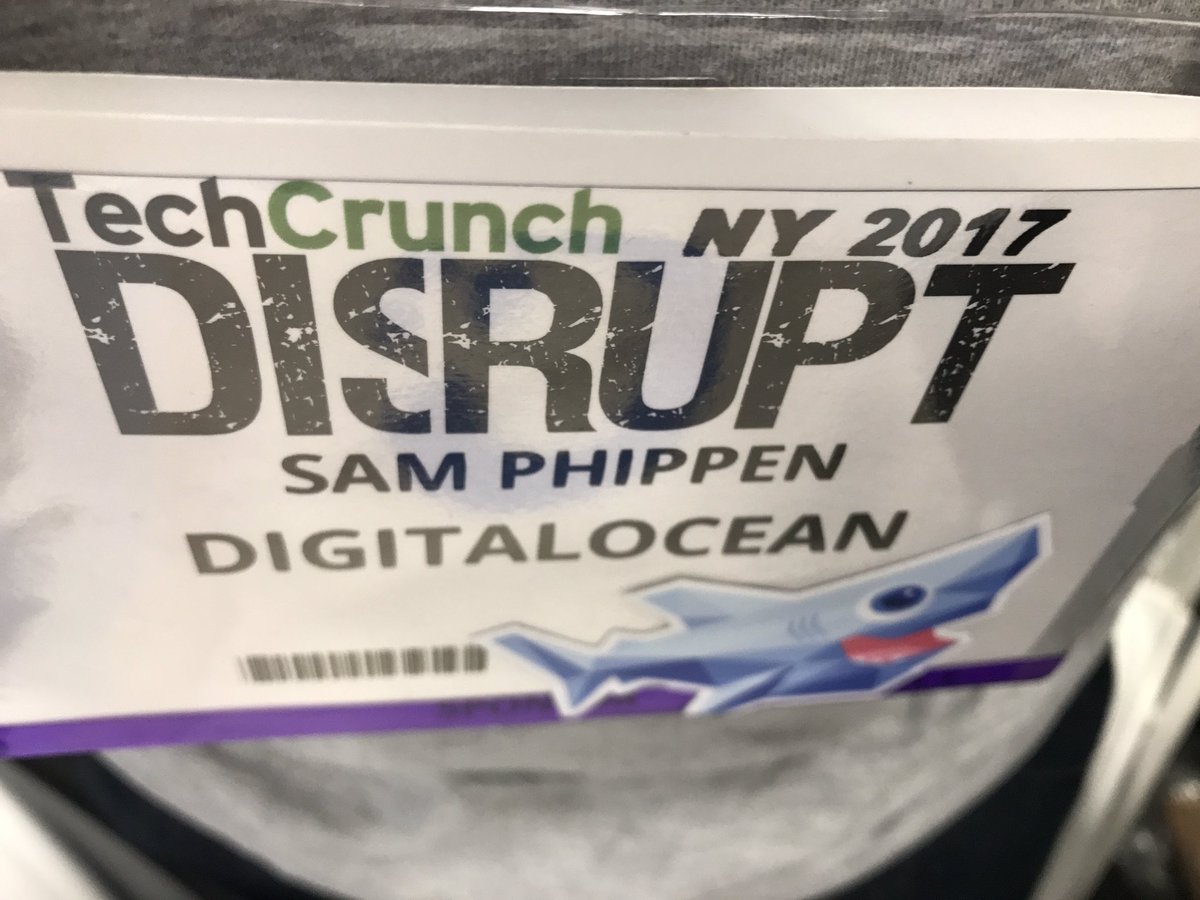 TechCrunch NY 2017
DISRUPT
SAM PHIPPEN
DIGITALOCEAN